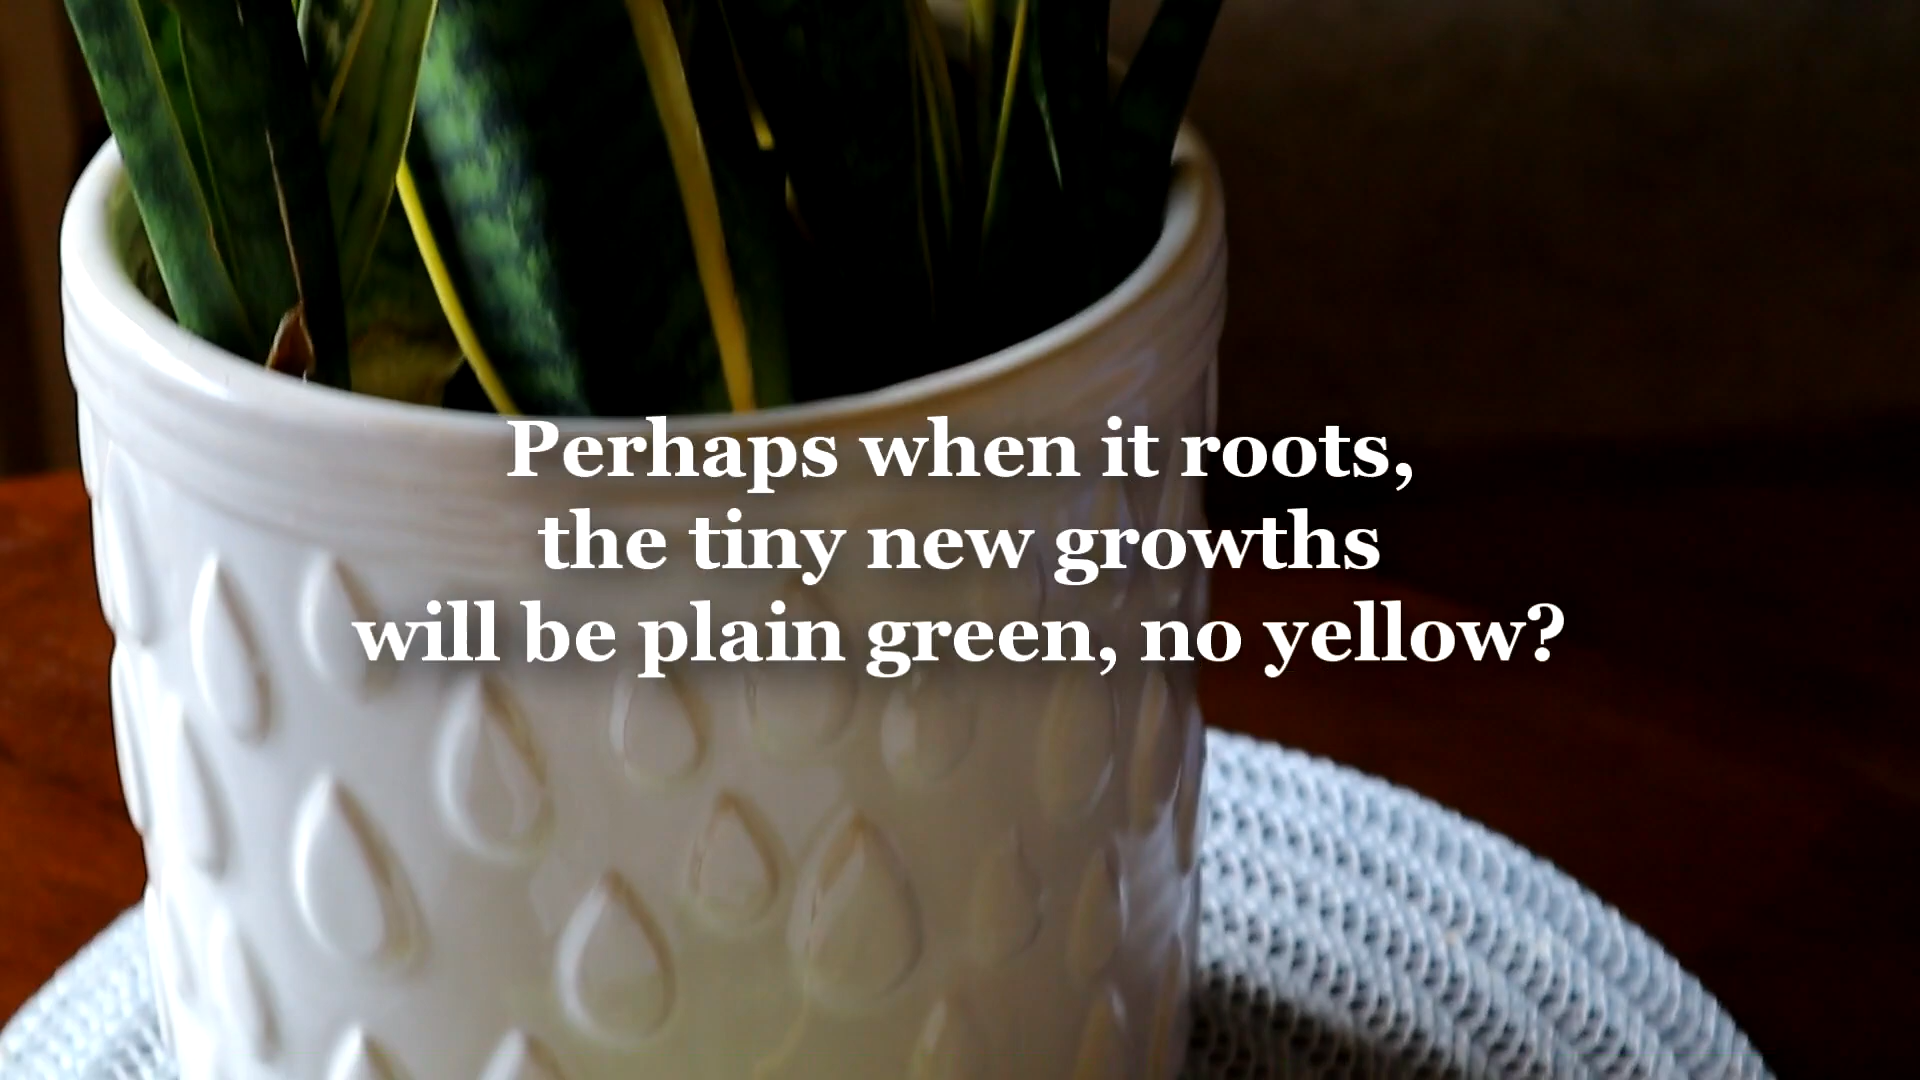 Perhaps when it roots,
the tiny new growths
will be plain green, no yellow?